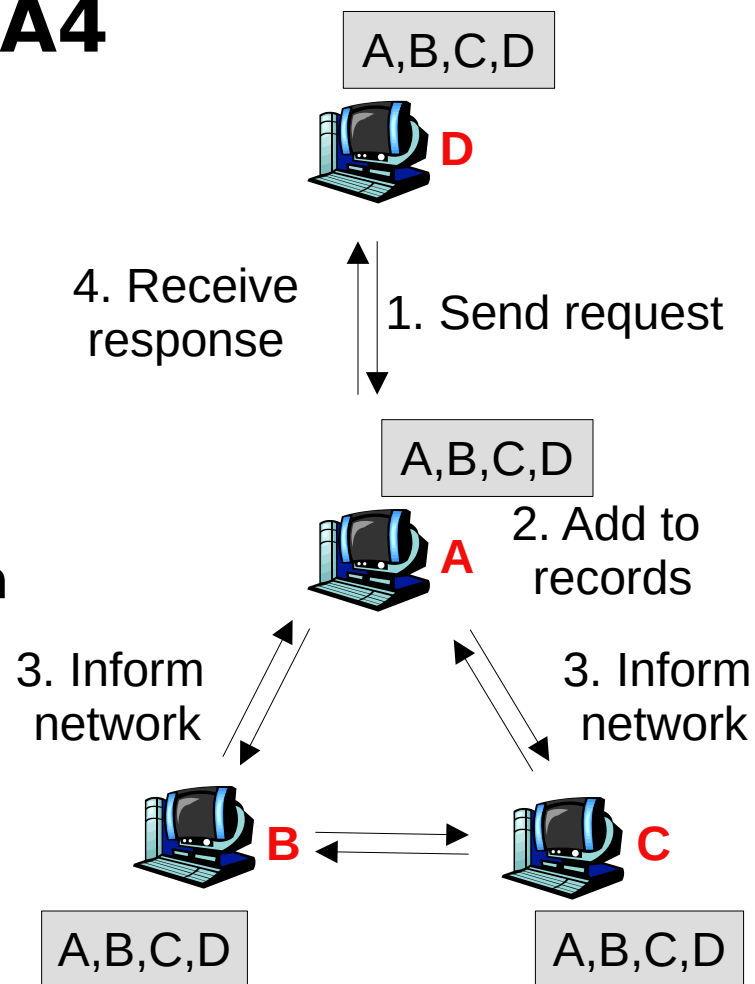 A4
A,B,C,D
D
4. Receive
response
1. Send request
A,B,C,D
A
2. Add to
records
3. Inform
network
3. Inform
network
B
C
A,B,C,D
A,B,C,D